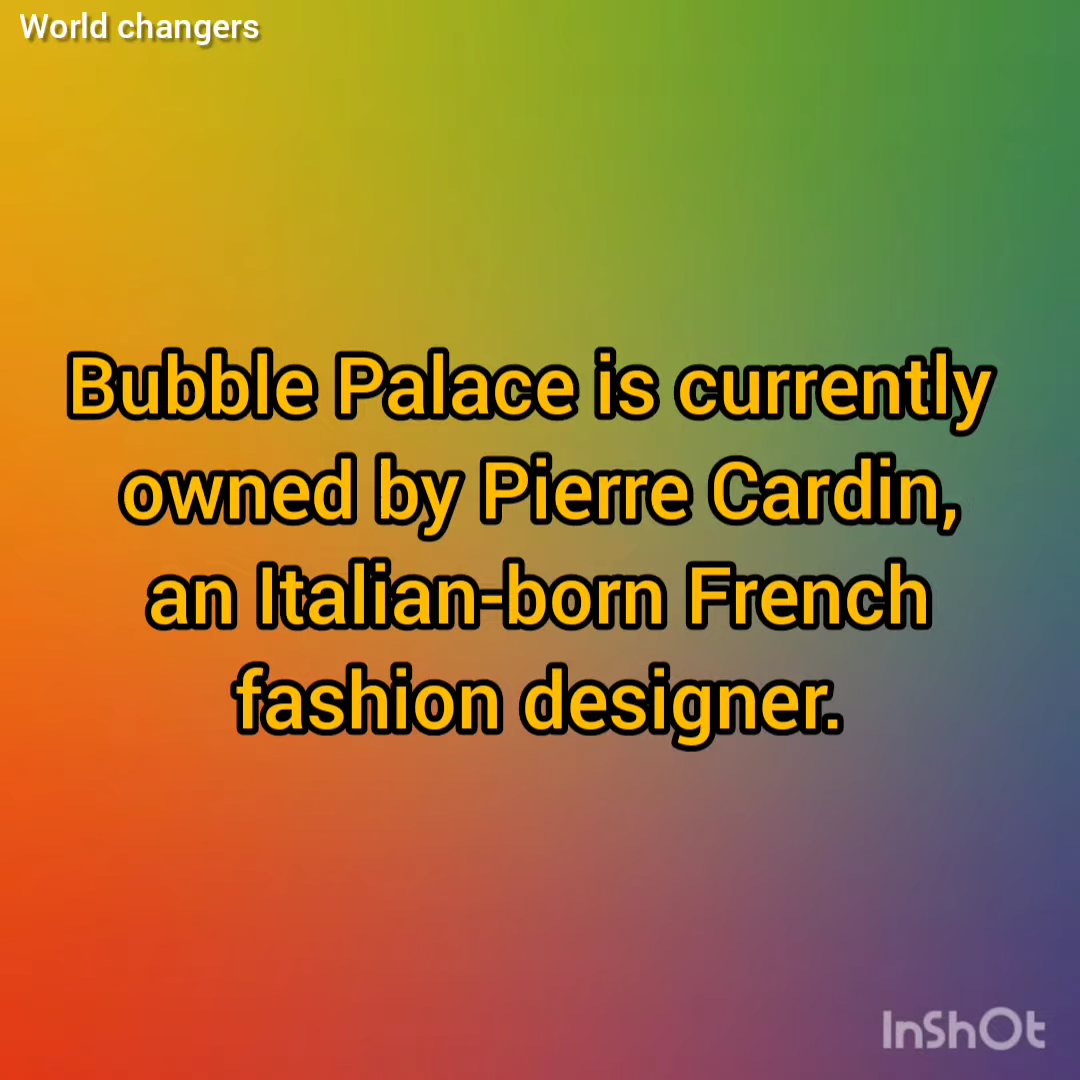 World changers
Bubble Palace is currently
owned by Pierre Cardin,
an Italian-born French
fashion designer.
InShOt